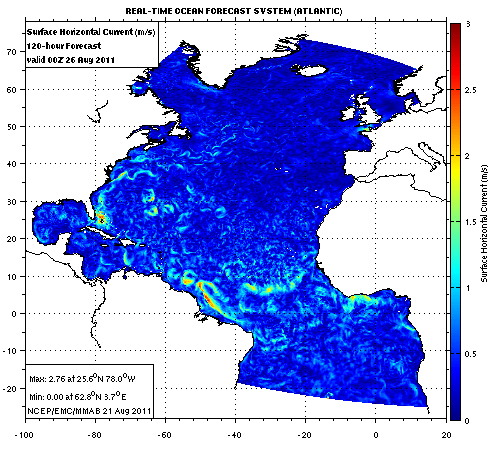 REAL-TIME OCEAN FORECAST SYSTEM (ATLANTIC)
Surface Horizontal Current (m/s)
120-hour Forecast
valid 00Z 26 Aug 2011
70
60
50
40
30
20
10
0
-10
-20
Max: 2.76 at 25.6°N 78.0°W
Min: 0.00 at 62.8°N 3.7°E
NCEP/EMC/MMAB 21 Aug 2011
-100 -80 -60 -40 -20 0 20
3
2.5
2
1.5
1
0.5
0
Surface Horizontal Current (m/s)